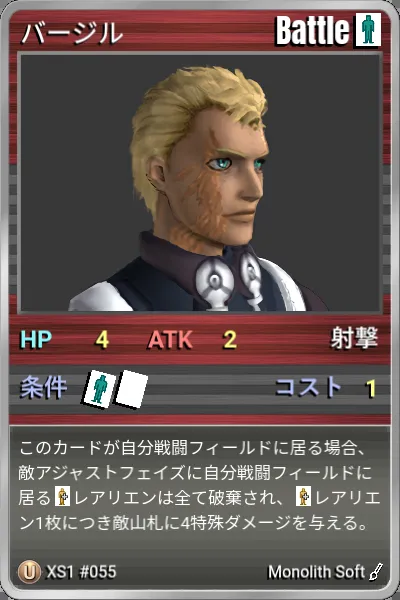 バージル Battle
HP 4 ATK 2 射撃
条件 コスト 1
このカードが自分戦闘フィールドに居る場合、
敵アジャストフェイズに自分戦闘フィールドに
居るレアリエンは全て破棄され、レアリエ
ン1枚につき敵山札に4特殊ダメージを与える。
U XS1 #055 Monolith Soft